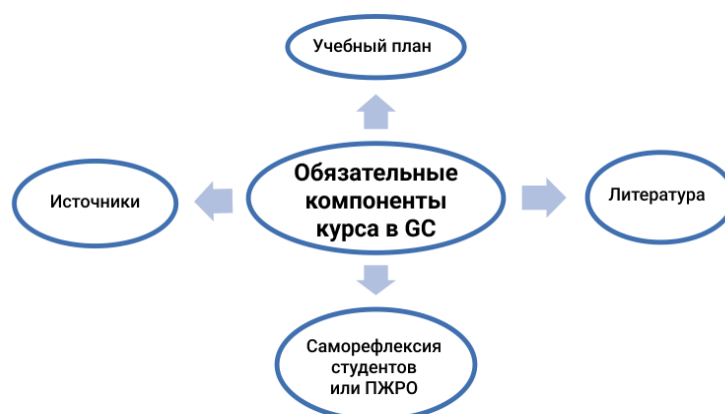 Учебный план
Источники
Обязательные
компоненты
курса в GC
Литература
Саморефлексия
студентов
или ПЖРО